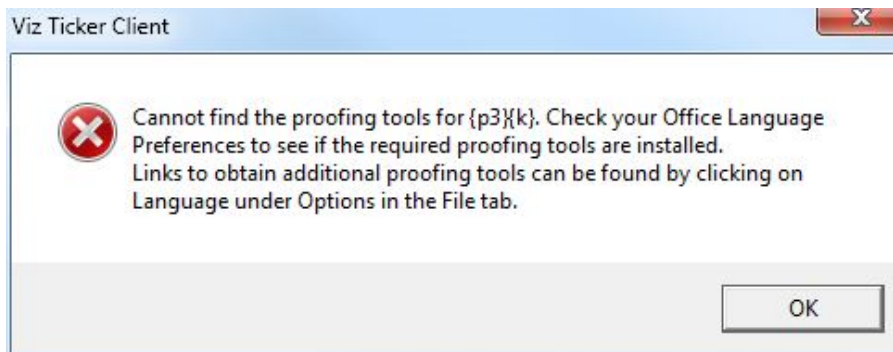 Viz Ticker Client
Cannot find the proofing tools for {p3}{k}. Check your Office Language
Preferences to see if the required proofing tools are installed.
Links to obtain additional proofing tools can be found by clicking on
Language under Options in the File tab.
OK